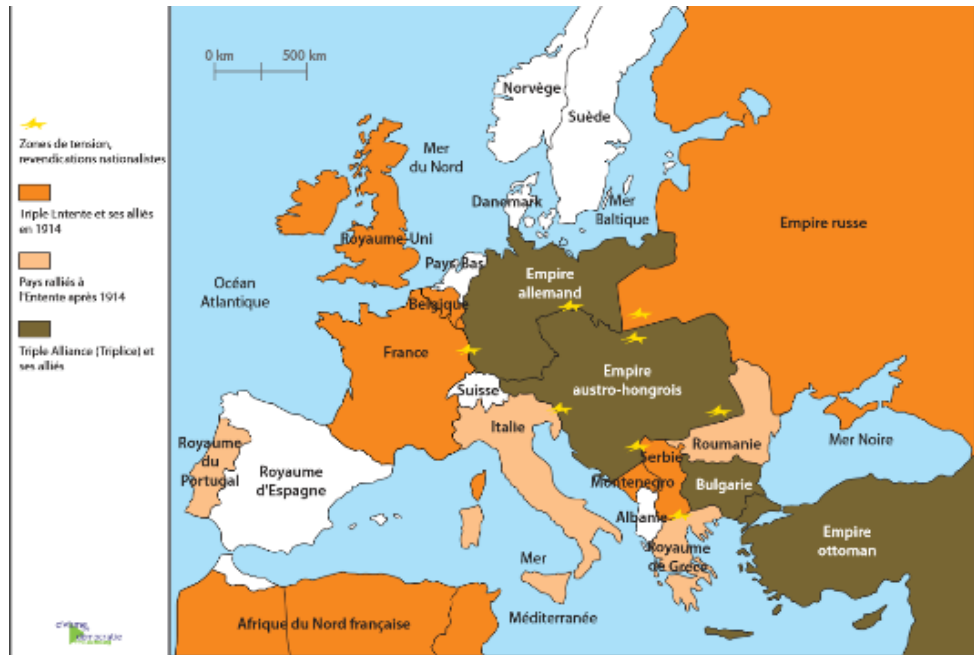 0 km 500 km
Zones de tension,
revendications nationalistes
Triple Entente et ses alliés
en 1914
Pays ralliés à
l'Entente après 1914
Triple Alliance (Triplice) et
ses alliés
Norvège
Suède
Mer
du Nord
Danemark
Mer
Baltique
Empire russe
Royaume-Uni
Pays-Bas
Empire
allemand
Océan
Atlantique
Belgique
France
Empire
austro-hongrois
Suisse
Italie
Roumanie
Mer Noire
Royaume
du
Portugal
Royaume
d'Espagne
Serbie
Montenegro
Bulgarie
Albanie
Empire
ottoman
Royaume
de Grèce
Mer
Méditerranée
Afrique du Nord française